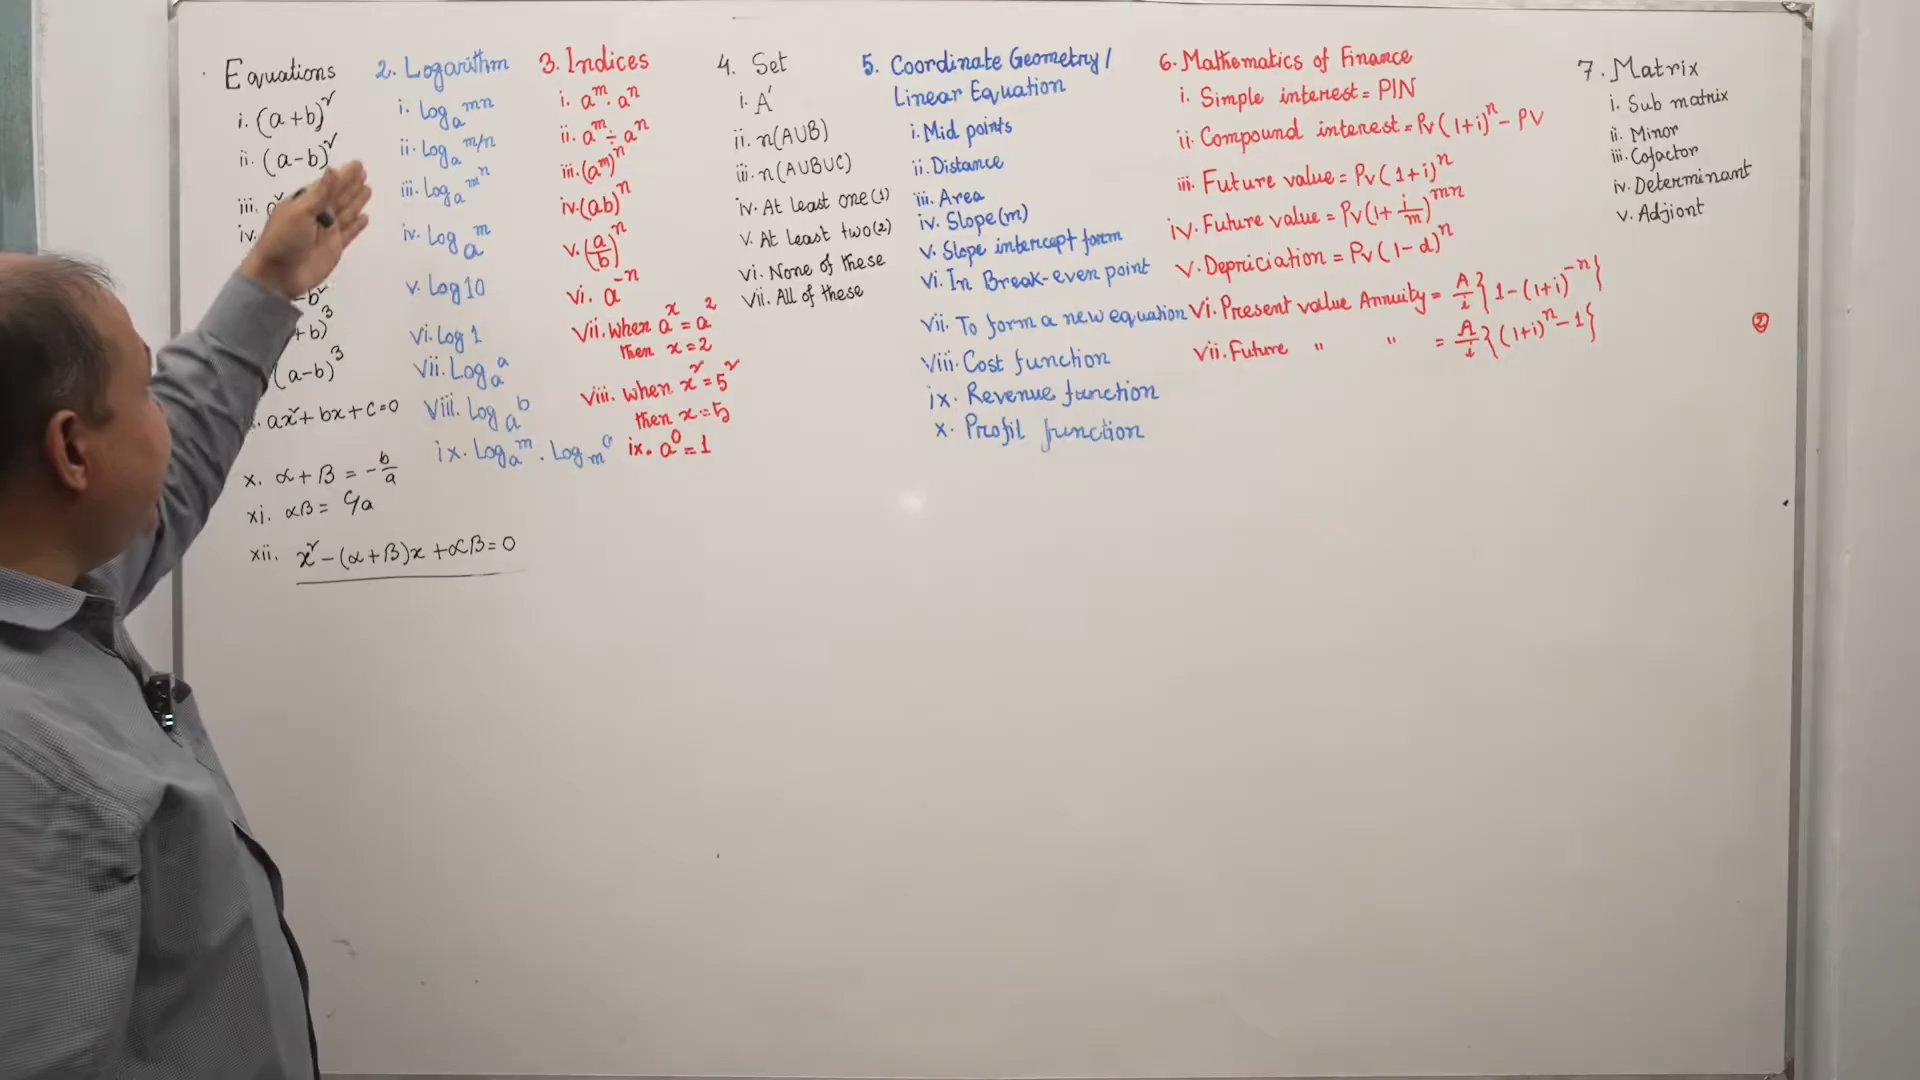 Equations
i. (a+b)²
ii. (a-b)²
iii.
iv.
+b)³
(a-b)³
ax²+bx+c=0
x. α+β = -b/a
xi. αβ = c/a
xii. x²-(α+β)x+αβ=0
2. Logarithm
i. log_a mn
ii. log_a m/n
iii. log_a m^n
iv. log_a m
v. Log 10
vi. Log 1
vii. Log_a a
viii. Log_a b
ix. Log_a m . Log_m a
3. Indices
i. a^m . a^n
ii. a^m ÷ a^n
iii. (a^m)^n
iv. (ab)^n
v. (a/b)^n
vi. a^-n
vii. when a^x = a^2
then x=2
viii. when x² = 5²
then x=5
ix. a^0 = 1
4. Set
i. A'
ii. n(AUB)
iii. n(AUBUC)
iv. At least one(1)
v. At least two(2)
vi. None of these
vii. All of these
5. Coordinate Geometry/
Linear Equation
i. Mid points
ii. Distance
iii. Area
iv. Slope(m)
v. Slope intercept form
vi. In Break-even point
vii. To form a new equation
viii. Cost function
ix. Revenue function
x. Profil function
6. Mathematics of Finance
i. Simple interest = PIN
ii. Compound interest = Pv(1+i)^n - PV
iii. Future value = Pv(1+i)^n
iv. Future value = Pv(1+i/m)^mn
v. Depriciation = Pv(1-d)^n
vi. Present value Annuity = A/i{1-(1+i)^-n}
vii. Future " " = A/i{(1+i)^n-1}
7. Matrix
i. Sub matrix
ii. Minor
iii. Cofactor
iv. Determinant
v. Adjiont
②